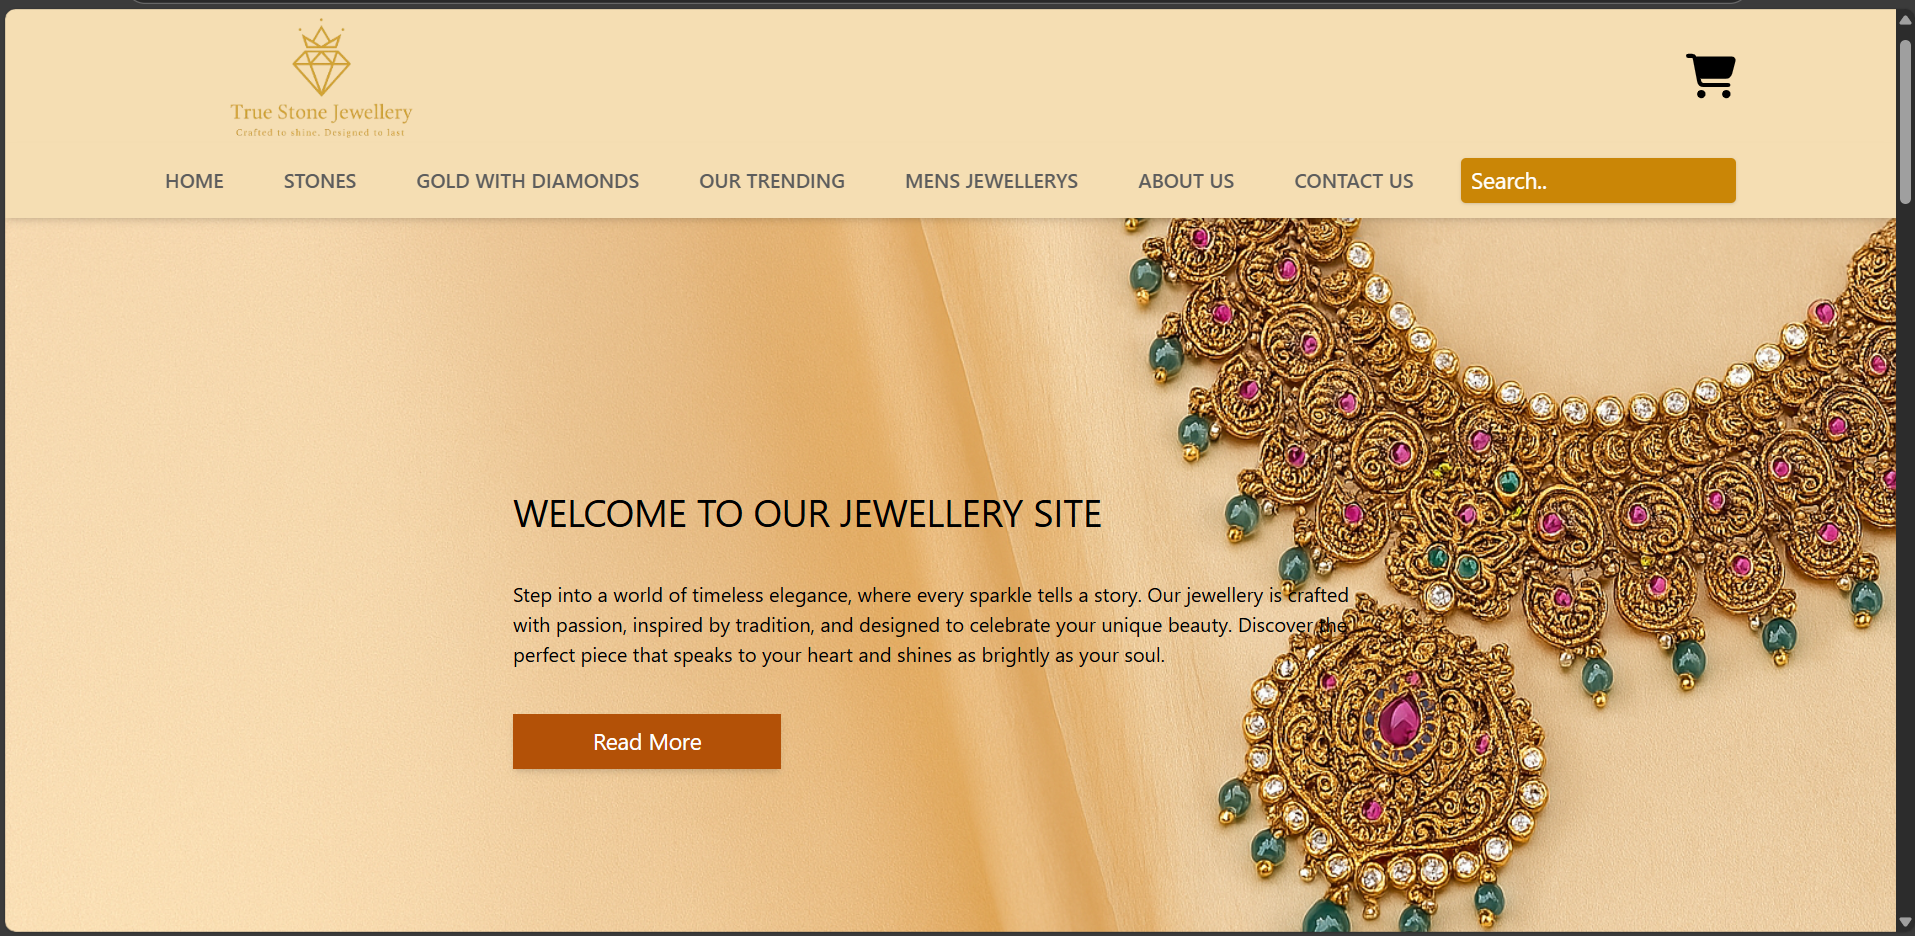 True Stone Jewellery
Crafted to shine. Designed to last
HOME STONES GOLD WITH DIAMONDS OUR TRENDING MENS JEWELLERYS ABOUT US CONTACT US Search..
WELCOME TO OUR JEWELLERY SITE
Step into a world of timeless elegance, where every sparkle tells a story. Our jewellery is crafted
with passion, inspired by tradition, and designed to celebrate your unique beauty. Discover the
perfect piece that speaks to your heart and shines as brightly as your soul.
Read More